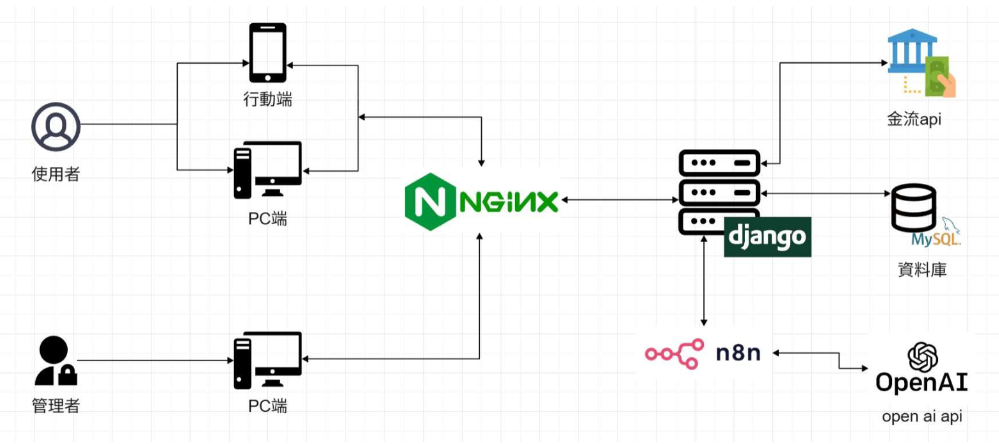 行動端
金流api
使用者
PC端
NGINX
django
MySQL
資料庫
n8n
OpenAI
管理者
PC端
open ai api